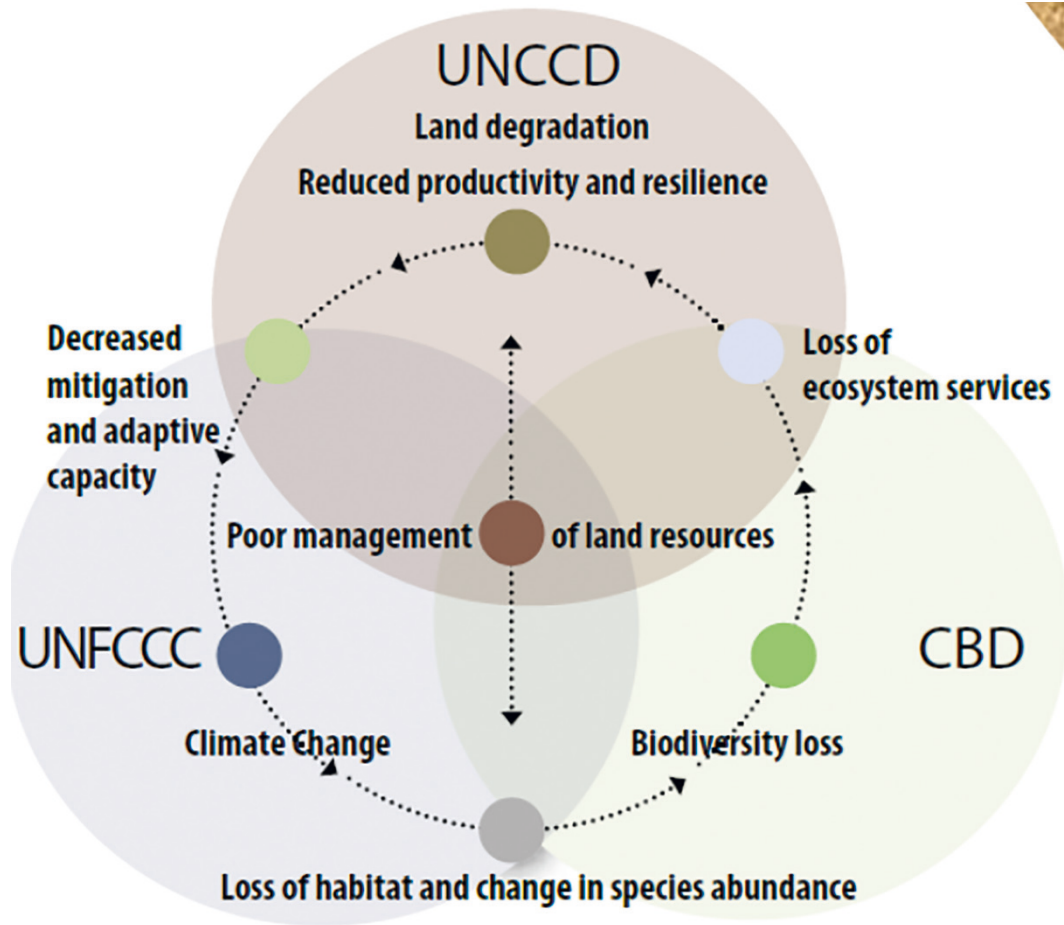 UNCCD
Land degradation
Reduced productivity and resilience
Decreased
mitigation
and adaptive
capacity
Loss of
ecosystem services
Poor management of land resources
UNFCCC
CBD
Climate Change
Biodiversity loss
Loss of habitat and change in species abundance